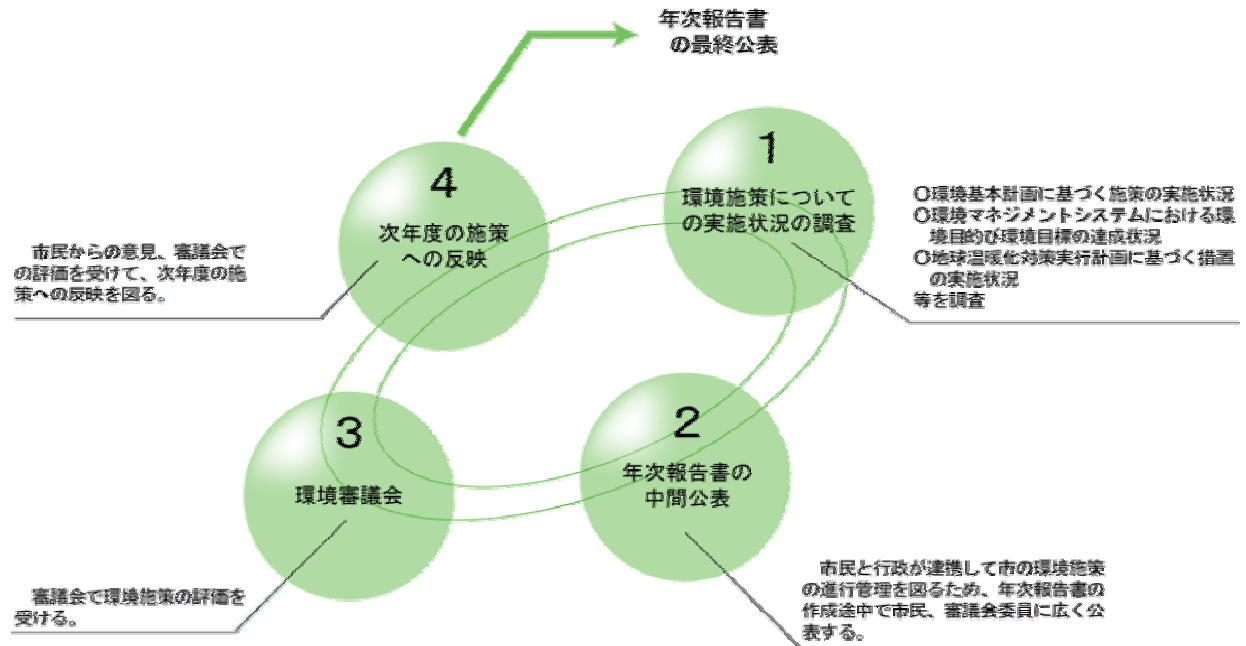 年次報告書
の最終公表
1
環境施策について
の実施状況の調査
〇環境基本計画に基づく施策の実施状況
〇環境マネジメントシステムにおける環
境目的び環境目標の達成状況
〇地球温暖化対策実行計画に基づく措置
の実施状況
等を調査
2
年次報告書の
中間公表
市民と行政が連携して市の環境施策
の進行管理を図るため、年次報告書の
作成途中で市民、審議会委員に広く公
表する。
3
環境審議会
審議会で環境施策の評価を
受ける。
4
次年度の施策
への反映
市民からの意見、審議会で
の評価を受けて、次年度の施
策への反映を図る。